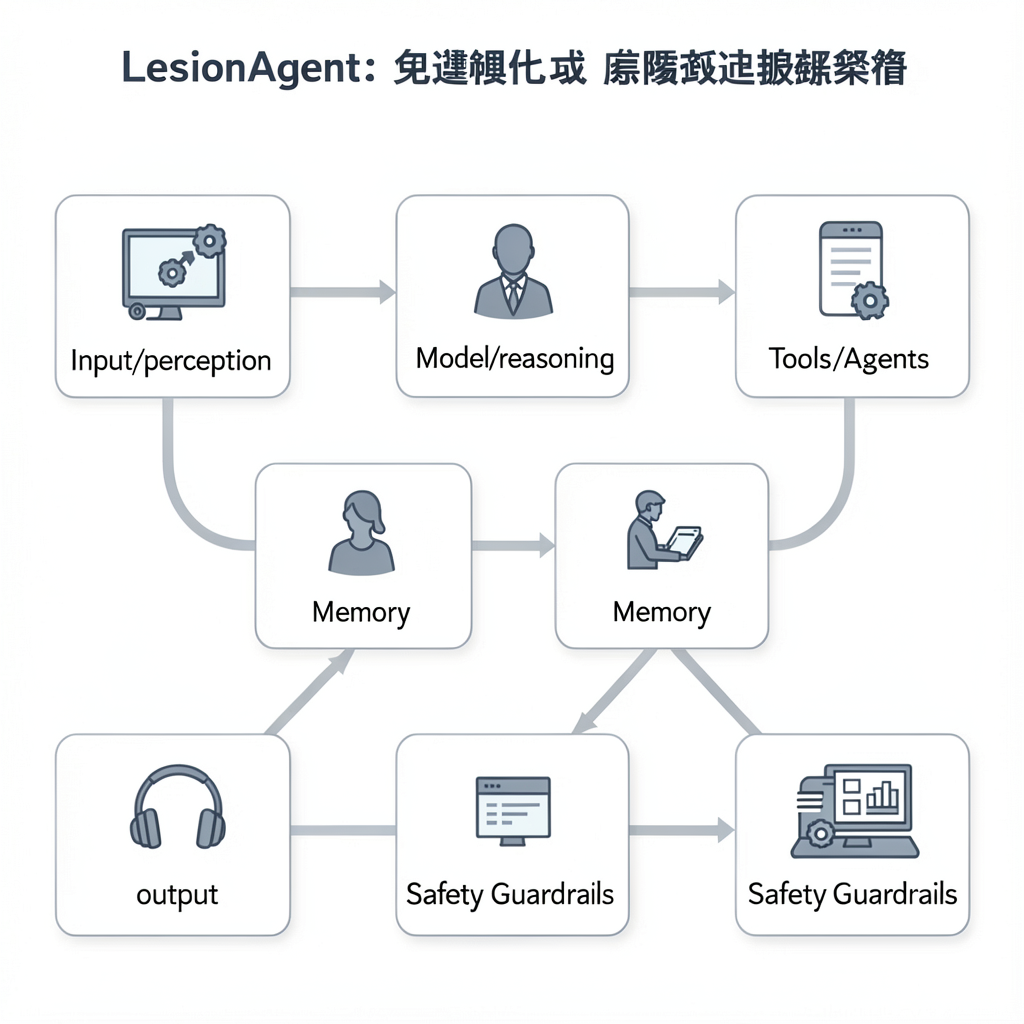 LesionAgent:
Input/perception
Model/reasoning
Tools/Agents
Memory
Memory
output
Safety Guardrails
Safety Guardrails